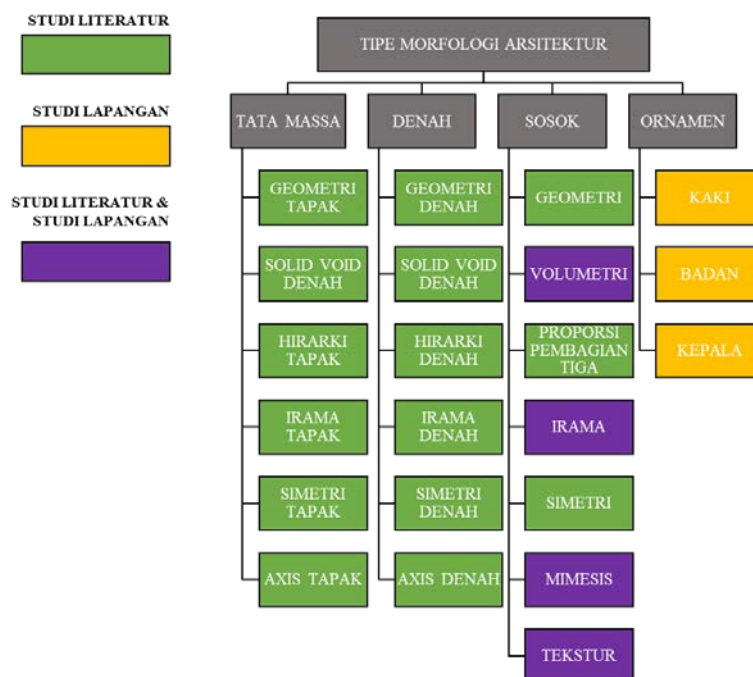 STUDI LITERATUR
STUDI LAPANGAN
STUDI LITERATUR &
STUDI LAPANGAN
TIPE MORFOLOGI ARSITEKTUR
TATA MASSA
GEOMETRI
TAPAK
SOLID VOID
DENAH
HIRARKI
TAPAK
IRAMA
TAPAK
SIMETRI
TAPAK
AXIS TAPAK
DENAH
GEOMETRI
DENAH
SOLID VOID
DENAH
HIRARKI
DENAH
IRAMA
DENAH
SIMETRI
DENAH
AXIS DENAH
SOSOK
GEOMETRI
VOLUMETRI
PROPORSI
PEMBAGIAN
TIGA
IRAMA
SIMETRI
MIMESIS
TEKSTUR
ORNAMEN
KAKI
BADAN
KEPALA